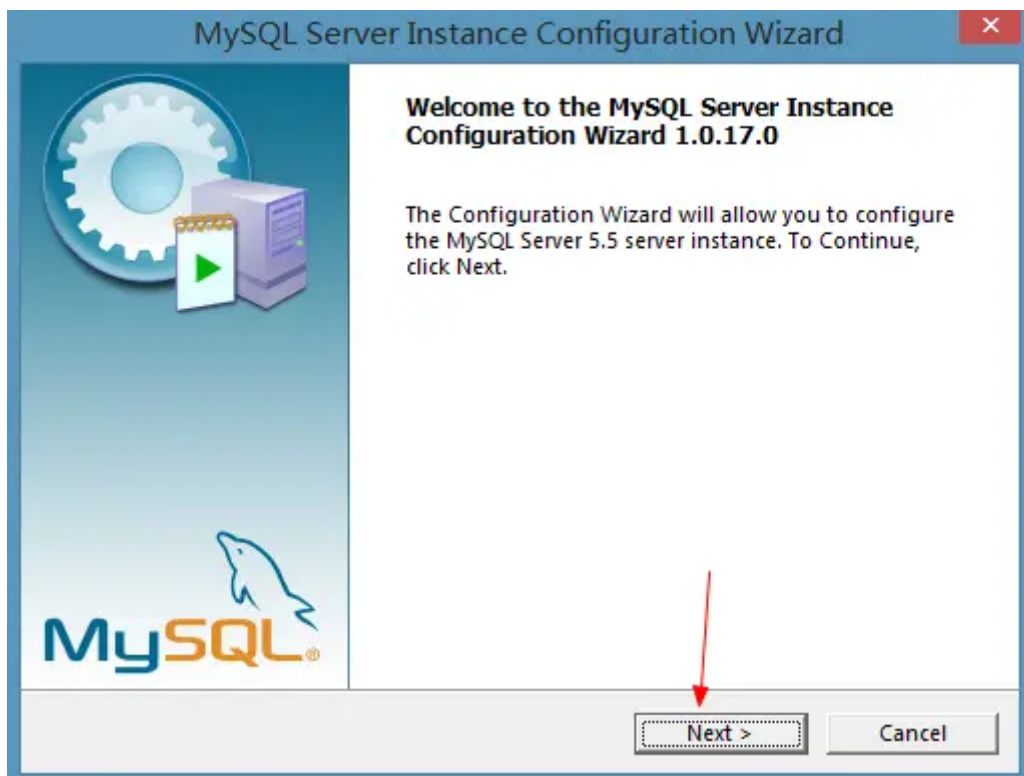 MySQL Server Instance Configuration Wizard
Welcome to the MySQL Server Instance
Configuration Wizard 1.0.17.0
The Configuration Wizard will allow you to configure
the MySQL Server 5.5 server instance. To Continue,
click Next.
MySQL®
Next >
Cancel